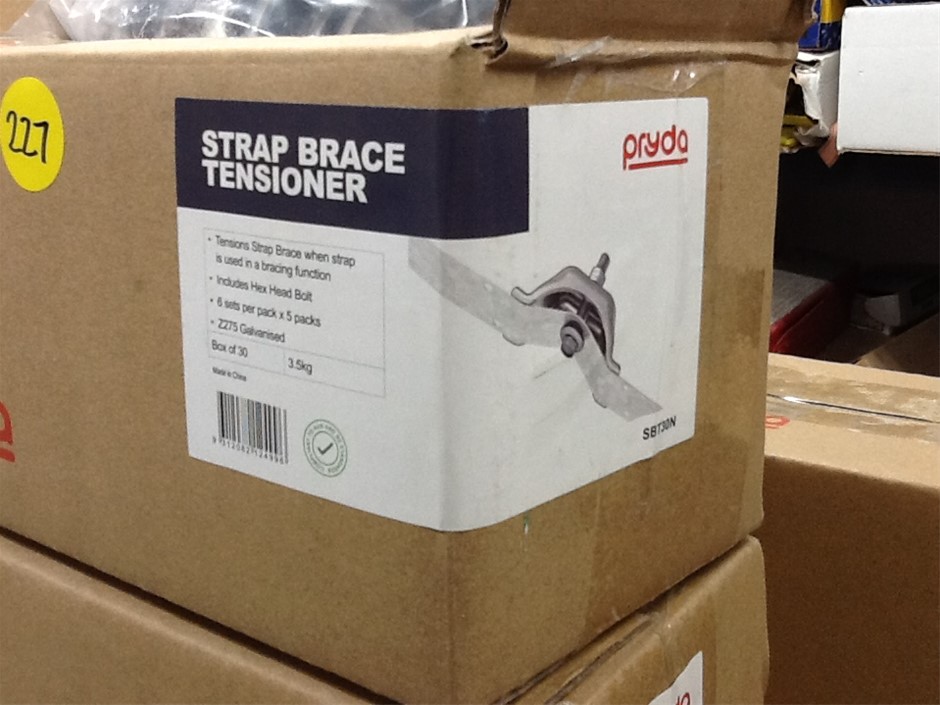 227
STRAP BRACE
TENSIONER
pryda
• Tensions Strap Brace when strap
is used in a bracing function
• Includes Hex Head Bolt
• 6 sets per pack x 5 packs
• Z275 Galvanised
Box of 30 3.5kg
Made in China
SBT30N